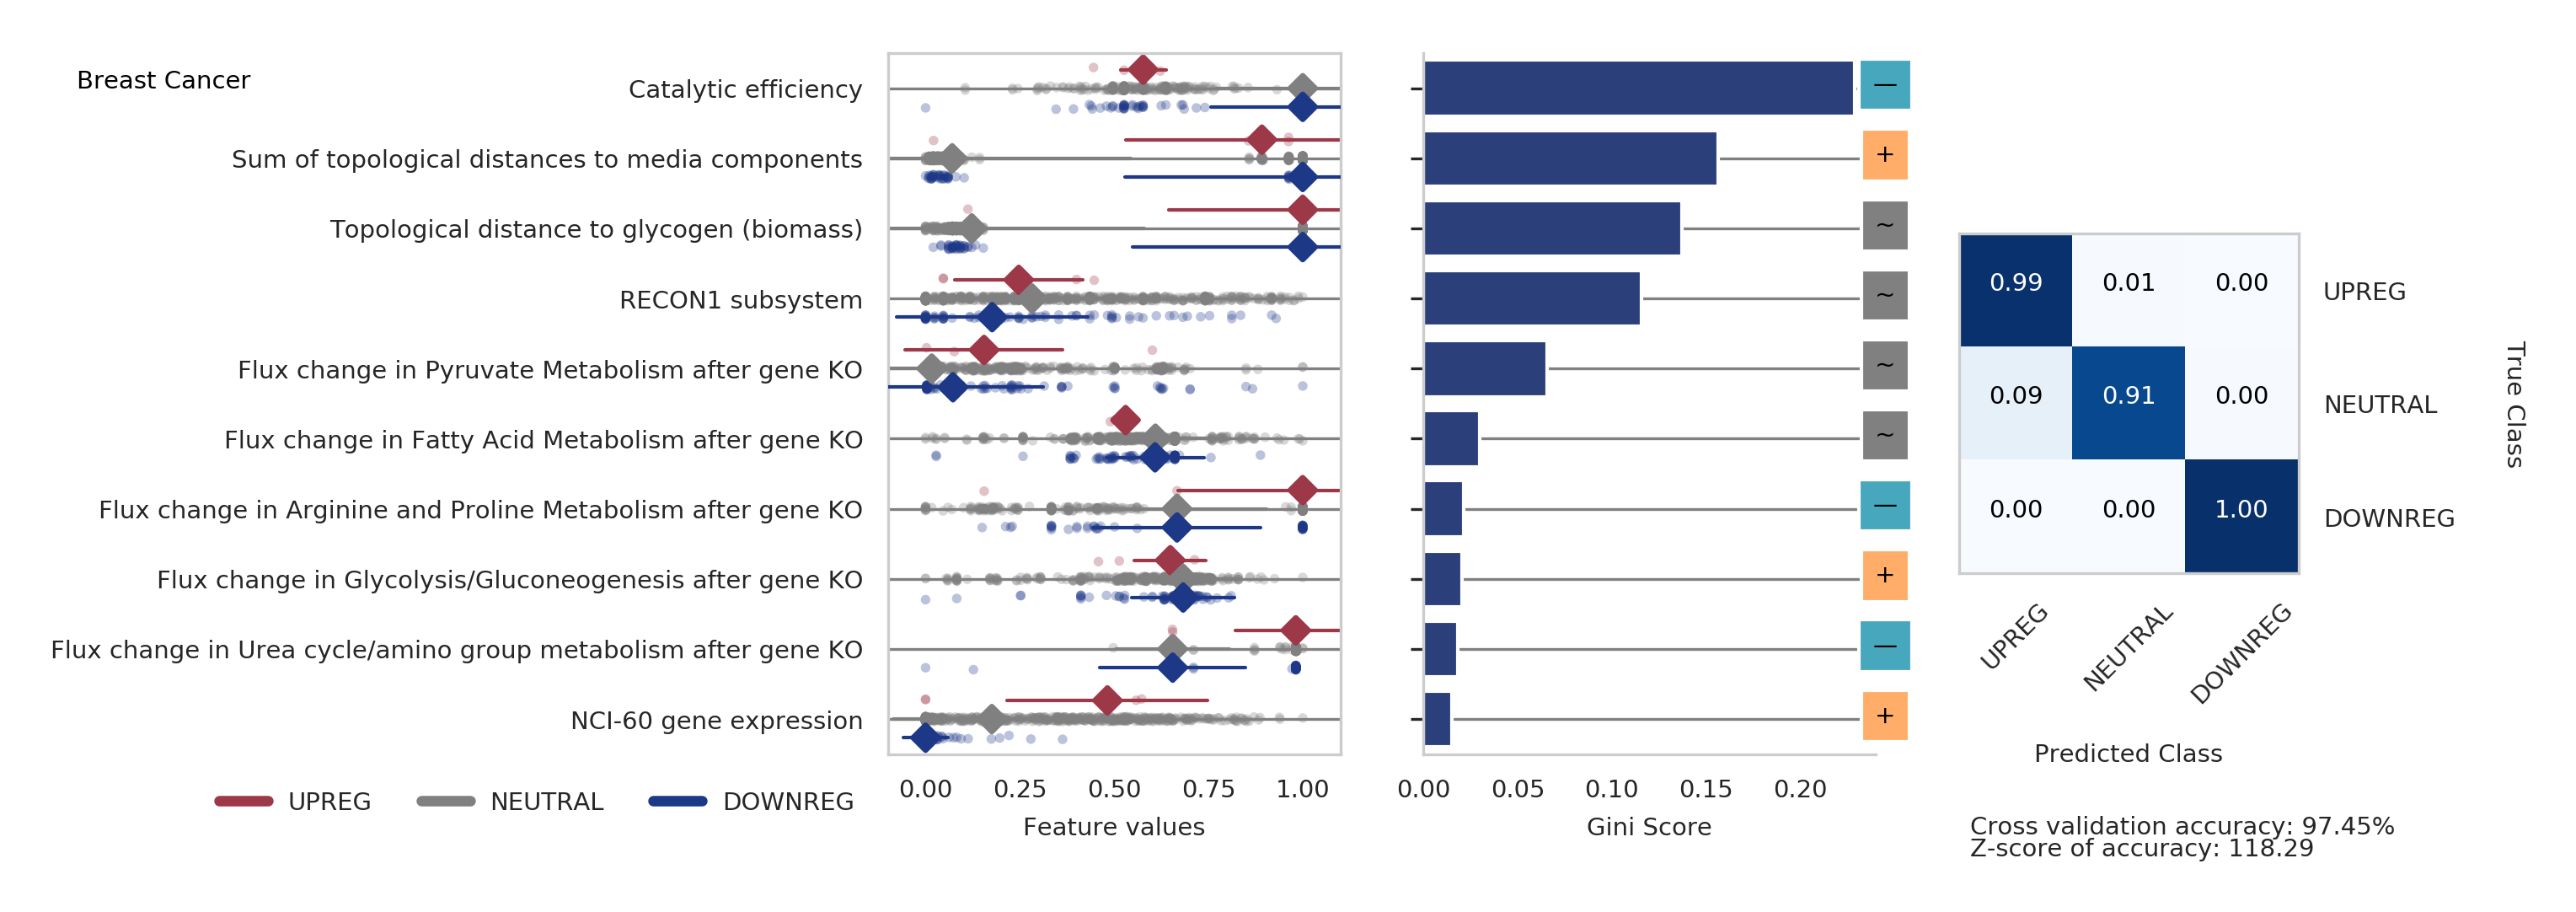 Breast Cancer
Catalytic efficiency
Sum of topological distances to media components
Topological distance to glycogen (biomass)
RECON1 subsystem
Flux change in Pyruvate Metabolism after gene KO
Flux change in Fatty Acid Metabolism after gene KO
Flux change in Arginine and Proline Metabolism after gene KO
Flux change in Glycolysis/Gluconeogenesis after gene KO
Flux change in Urea cycle/amino group metabolism after gene KO
NCI-60 gene expression
UPREG NEUTRAL DOWNREG
0.00 0.25 0.50 0.75 1.00
Feature values
—
+
~
~
~
~
—
+
—
+
0.00 0.05 0.10 0.15 0.20
Gini Score
0.99 0.01 0.00 UPREG
0.09 0.91 0.00 NEUTRAL
0.00 0.00 1.00 DOWNREG
True Class
UPREG NEUTRAL DOWNREG
Predicted Class
Cross validation accuracy: 97.45%
Z-score of accuracy: 118.29